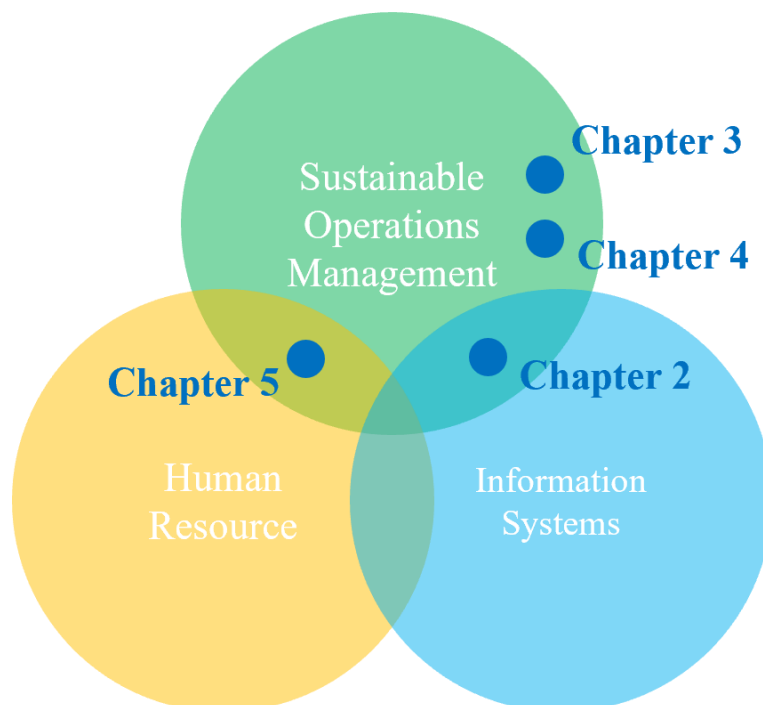 Chapter 3
Sustainable
Operations
Management
Chapter 4
Chapter 5
Chapter 2
Human
Resource
Information
Systems